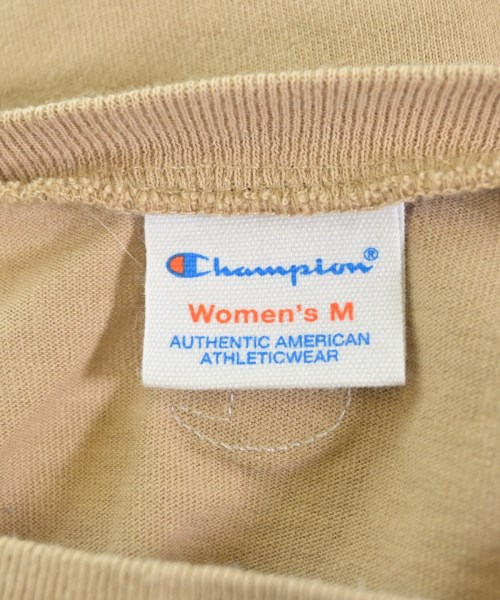 Champion®
Women's M
AUTHENTIC AMERICAN
ATHLETICWEAR